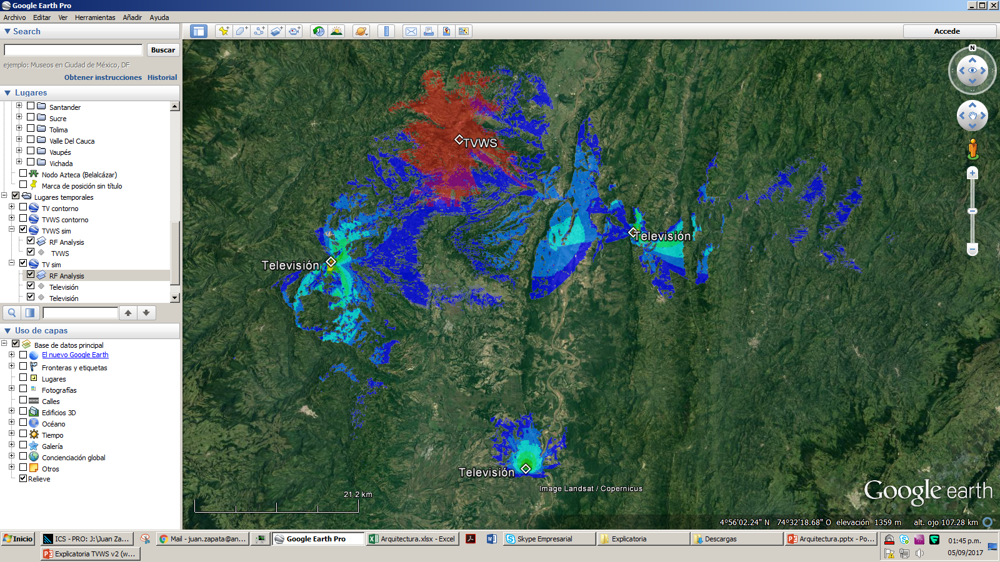 Google Earth Pro
Archivo Editar Ver Herramientas Añadir Ayuda
Search
Buscar
ejemplo: Museos en Ciudad de México, DF
Obtener instrucciones Historial
Lugares
Santander
Sucre
Tolima
Valle Del Cauca
Vaupés
Vichada
Nodo Azteca (Belalcázar)
Marca de posición sin título
Lugares temporales
TV contorno
TVWS contorno
TVWS sim
RF Analysis
TVWS
TV sim
RF Analysis
Televisión
Televisión
Uso de capas
Base de datos principal
El nuevo Google Earth
Fronteras y etiquetas
Lugares
Fotografías
Calles
Edificios 3D
Océano
Tiempo
Galería
Concienciación global
Otros
Relieve
Accede
N
TVWS
Televisión
Televisión
Televisión
Image Landsat / Copernicus
21.2 km
Google earth
4°56'02.24" N 74°32'18.68" O elevación 1359 m alt. ojo 107.28 km
Inicio
ICS - PRO: J:\Juan Za...
Mail - juan.zapata@an...
Google Earth Pro
Arquitectura.xlsx - Excel
Skype Empresarial
Explicatoria
Descargas
Arquitectura.pptx - Po...
01:45 p.m.
Explicatoria TVWS v2 (w...
05/09/2017